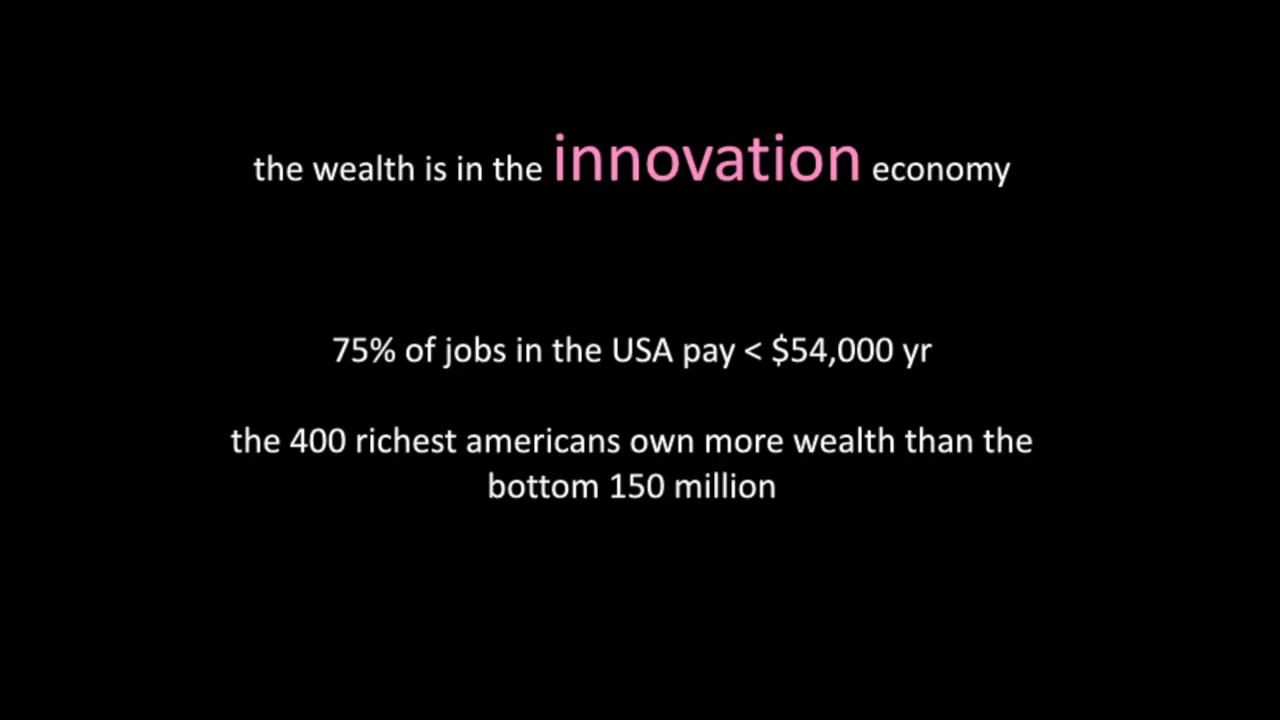 the wealth is in the innovation economy
75% of jobs in the USA pay < $54,000 yr
the 400 richest americans own more wealth than the
bottom 150 million